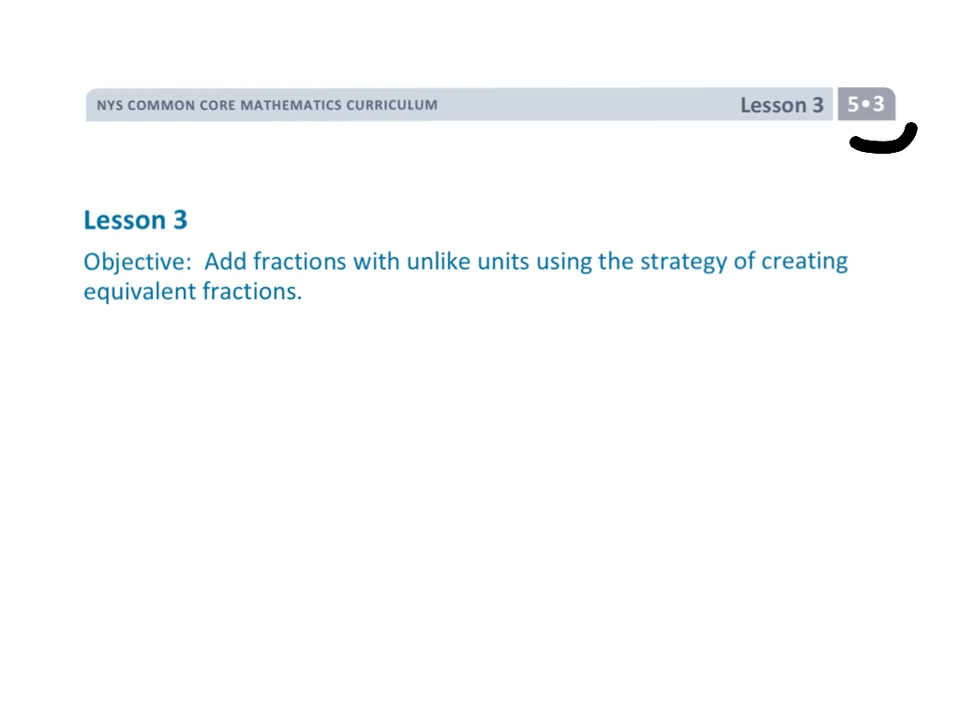 NYS COMMON CORE MATHEMATICS CURRICULUM Lesson 3 5•3
Lesson 3
Objective: Add fractions with unlike units using the strategy of creating
equivalent fractions.